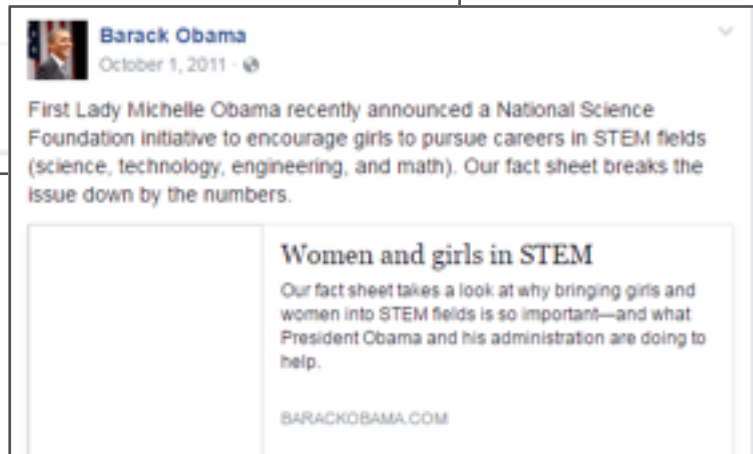 Barack Obama
October 1, 2011 ·
First Lady Michelle Obama recently announced a National Science
Foundation initiative to encourage girls to pursue careers in STEM fields
(science, technology, engineering, and math). Our fact sheet breaks the
issue down by the numbers.
Women and girls in STEM
Our fact sheet takes a look at why bringing girls and
women into STEM fields is so important—and what
President Obama and his administration are doing to
help.
BARACKOBAMA.COM